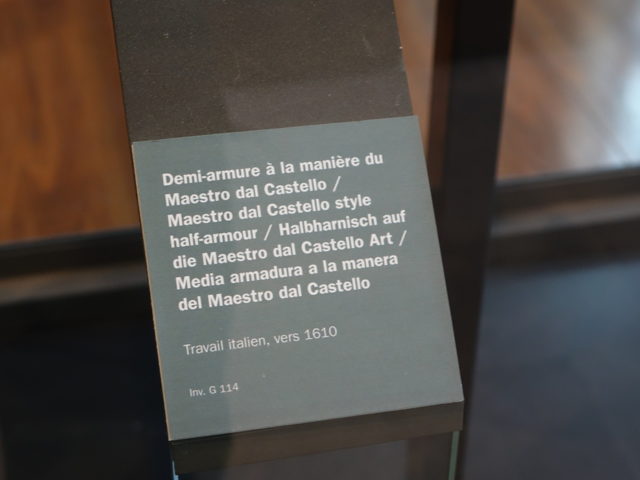 Demi-armure à la manière du
Maestro dal Castello /
Maestro dal Castello style
half-armour / Halbharnisch auf
die Maestro dal Castello Art /
Media armadura a la manera
del Maestro dal Castello
Travail italien, vers 1610
Inv. G 114